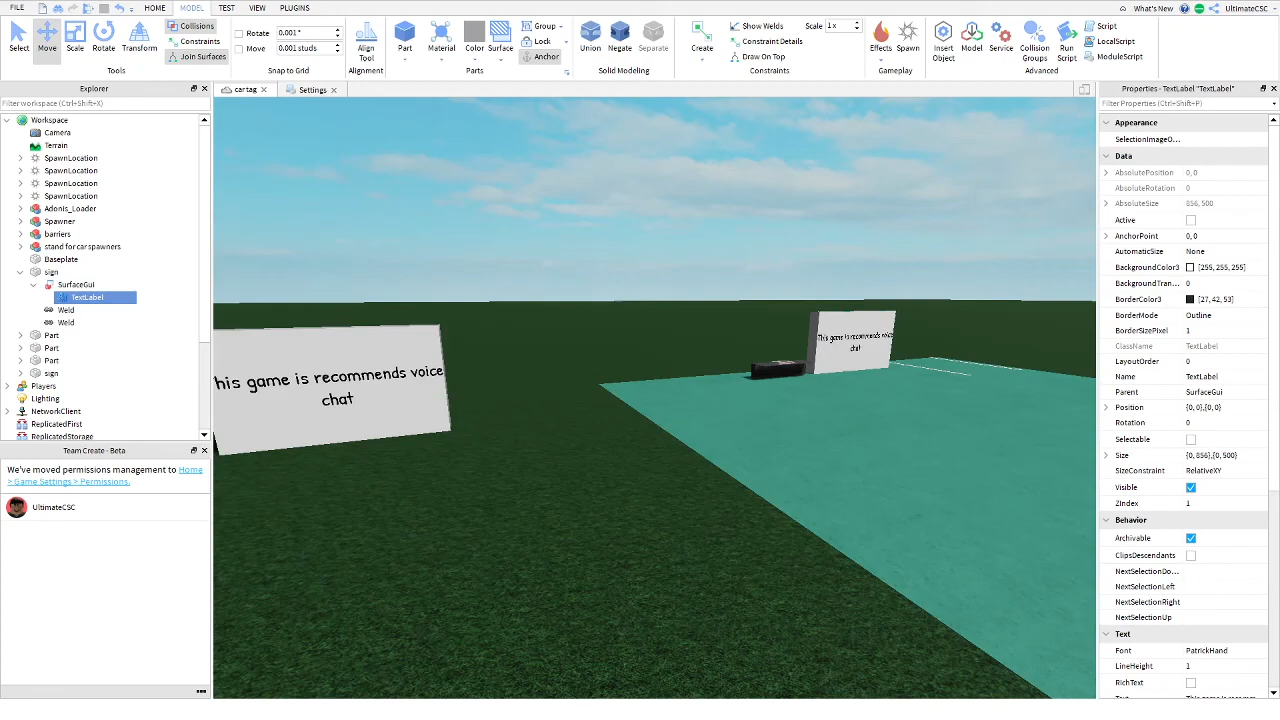 FILE HOME MODEL TEST VIEW PLUGINS What's New UltimateCSC
Select Move Scale Rotate Transform
Collisions
Constraints
Join Surfaces
Tools
Rotate 0.001°
Move 0.001 studs
Snap to Grid
Align Tool
Alignment
Part Material Color Surface
Group
Lock
Anchor
Parts
Union Negate Separate
Solid Modeling
Create
Show Welds Scale 1x
Constraint Details
Draw On Top
Constraints
Effects Spawn
Gameplay
Insert Object Model Service Collision Groups Run Script
Script
LocalScript
ModuleScript
Advanced
Explorer
Filter workspace (Ctrl+Shift+X)
Workspace
Camera
Terrain
SpawnLocation
SpawnLocation
SpawnLocation
SpawnLocation
Adonis_Loader
Spawner
barriers
stand for car spawners
Baseplate
sign
SurfaceGui
TextLabel
Weld
Weld
Part
Part
Part
sign
Players
Lighting
NetworkClient
ReplicatedFirst
ReplicatedStorage
Team Create - Beta
We've moved permissions management to Home
> Game Settings > Permissions.
UltimateCSC
car tag Settings
his game is recommends voice
chat
This game is recommends voice
chat
Properties - TextLabel "TextLabel"
Filter Properties (Ctrl+Shift+P)
Appearance
SelectionImageO...
Data
AbsolutePosition 0, 0
AbsoluteRotation 0
AbsoluteSize 856, 500
Active
AnchorPoint 0, 0
AutomaticSize None
BackgroundColor3 [255, 255, 255]
BackgroundTran... 0
BorderColor3 [27, 42, 53]
BorderMode Outline
BorderSizePixel 1
ClassName TextLabel
LayoutOrder 0
Name TextLabel
Parent SurfaceGui
Position {0, 0},{0, 0}
Rotation 0
Selectable
Size {0, 856},{0, 500}
SizeConstraint RelativeXY
Visible
ZIndex 1
Behavior
Archivable
ClipsDescendants
NextSelectionDo...
NextSelectionLeft
NextSelectionRight
NextSelectionUp
Text
Font PatrickHand
LineHeight 1
RichText